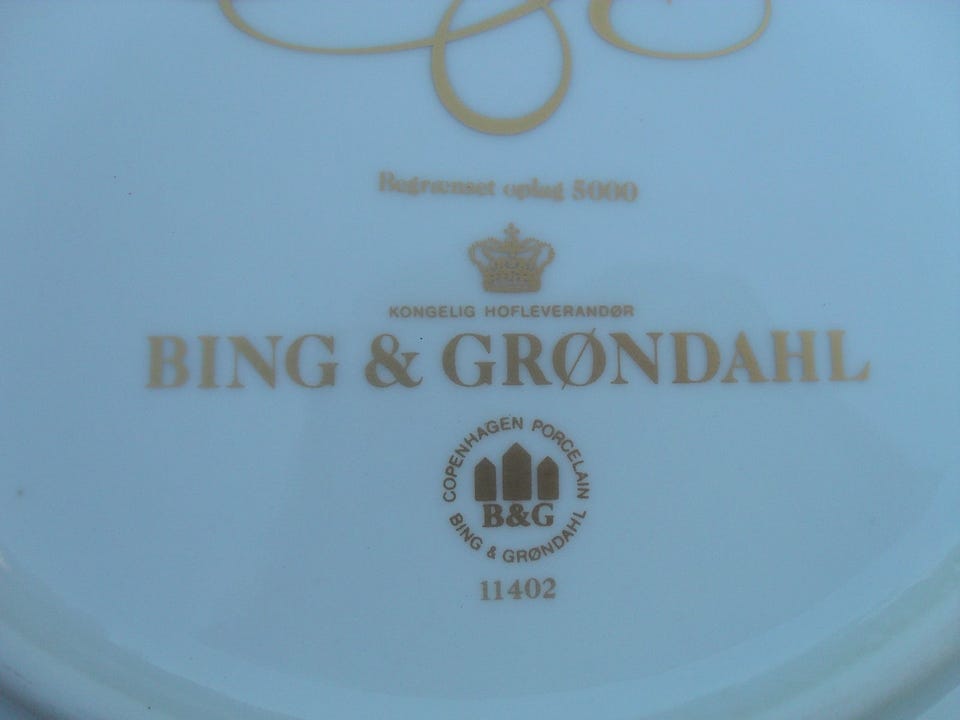 Begrænset oplag 5000
KONGELIG HOFLEVERANDØR
BING & GRØNDAHL
COPENHAGEN PORCELAIN
B&G
BING & GRØNDAHL
11402